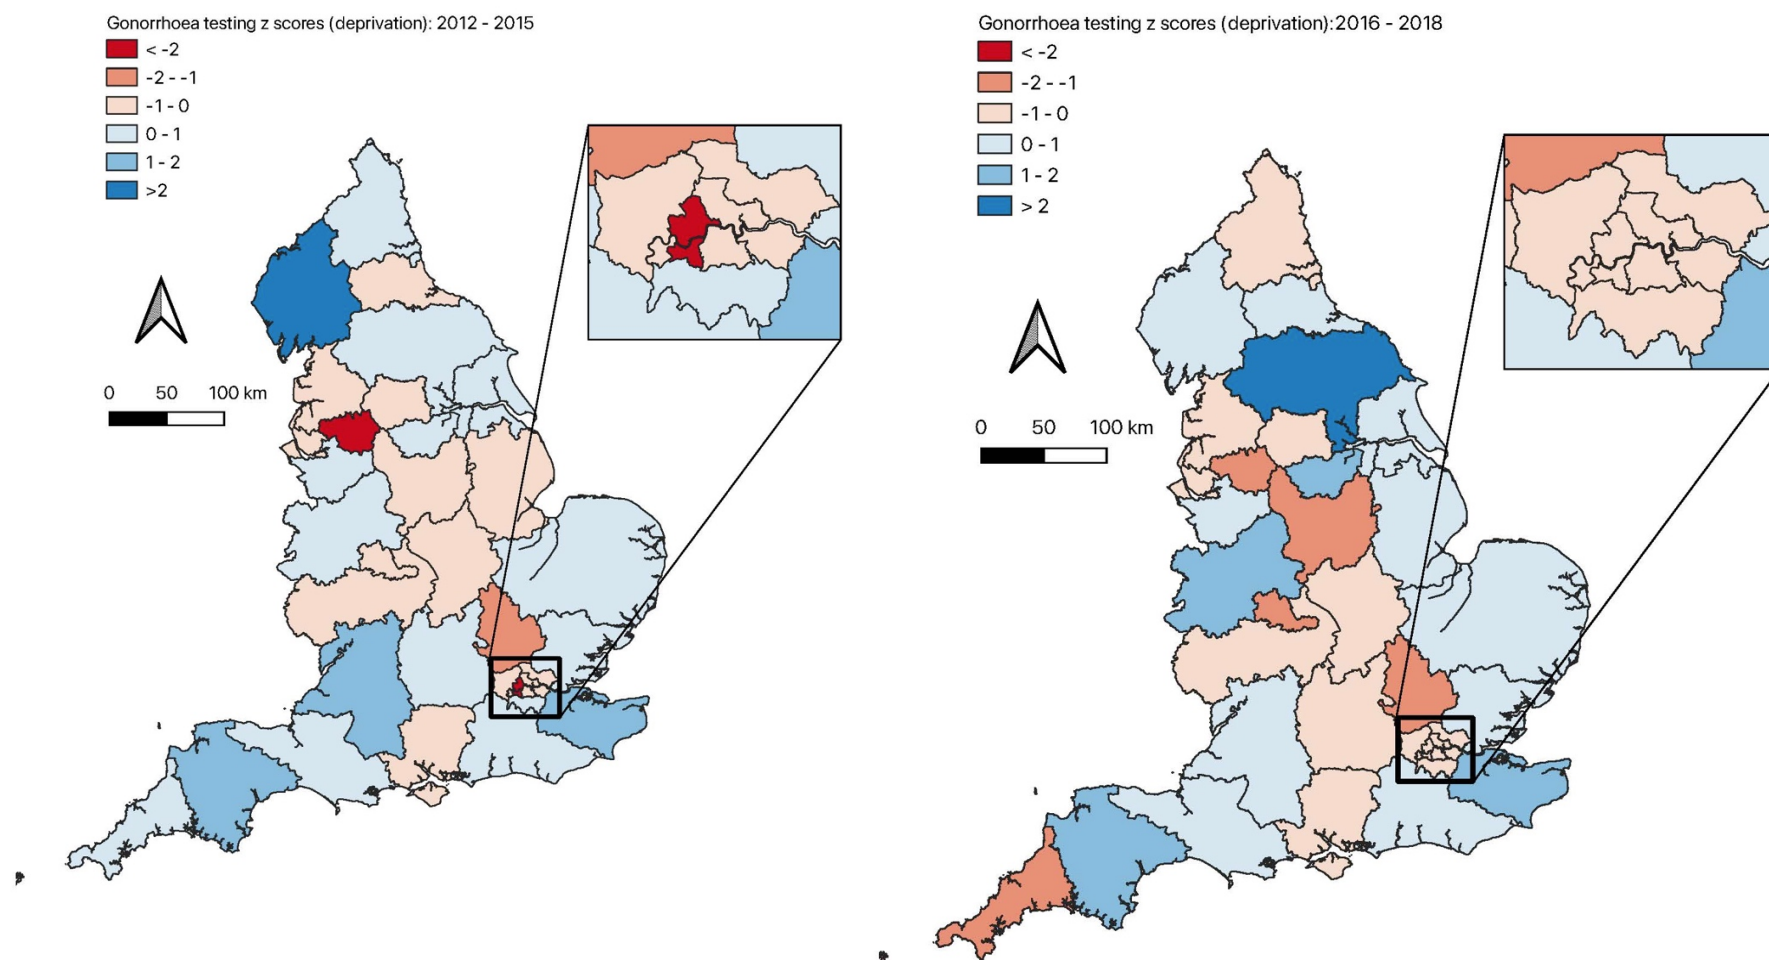 Gonorrhoea testing z scores (deprivation): 2012 - 2015
< -2
-2 - -1
-1 - 0
0 - 1
1 - 2
>2
0 50 100 km
Gonorrhoea testing z scores (deprivation):2016 - 2018
< -2
-2 - -1
-1 - 0
0 - 1
1 - 2
> 2
0 50 100 km